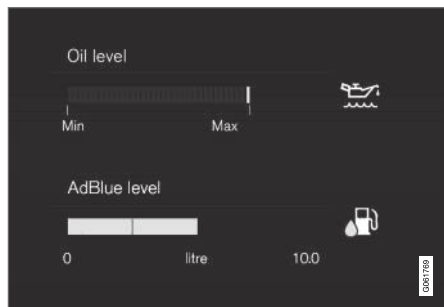 Oil level
Min Max
AdBlue level
0 litre 10.0
G061769